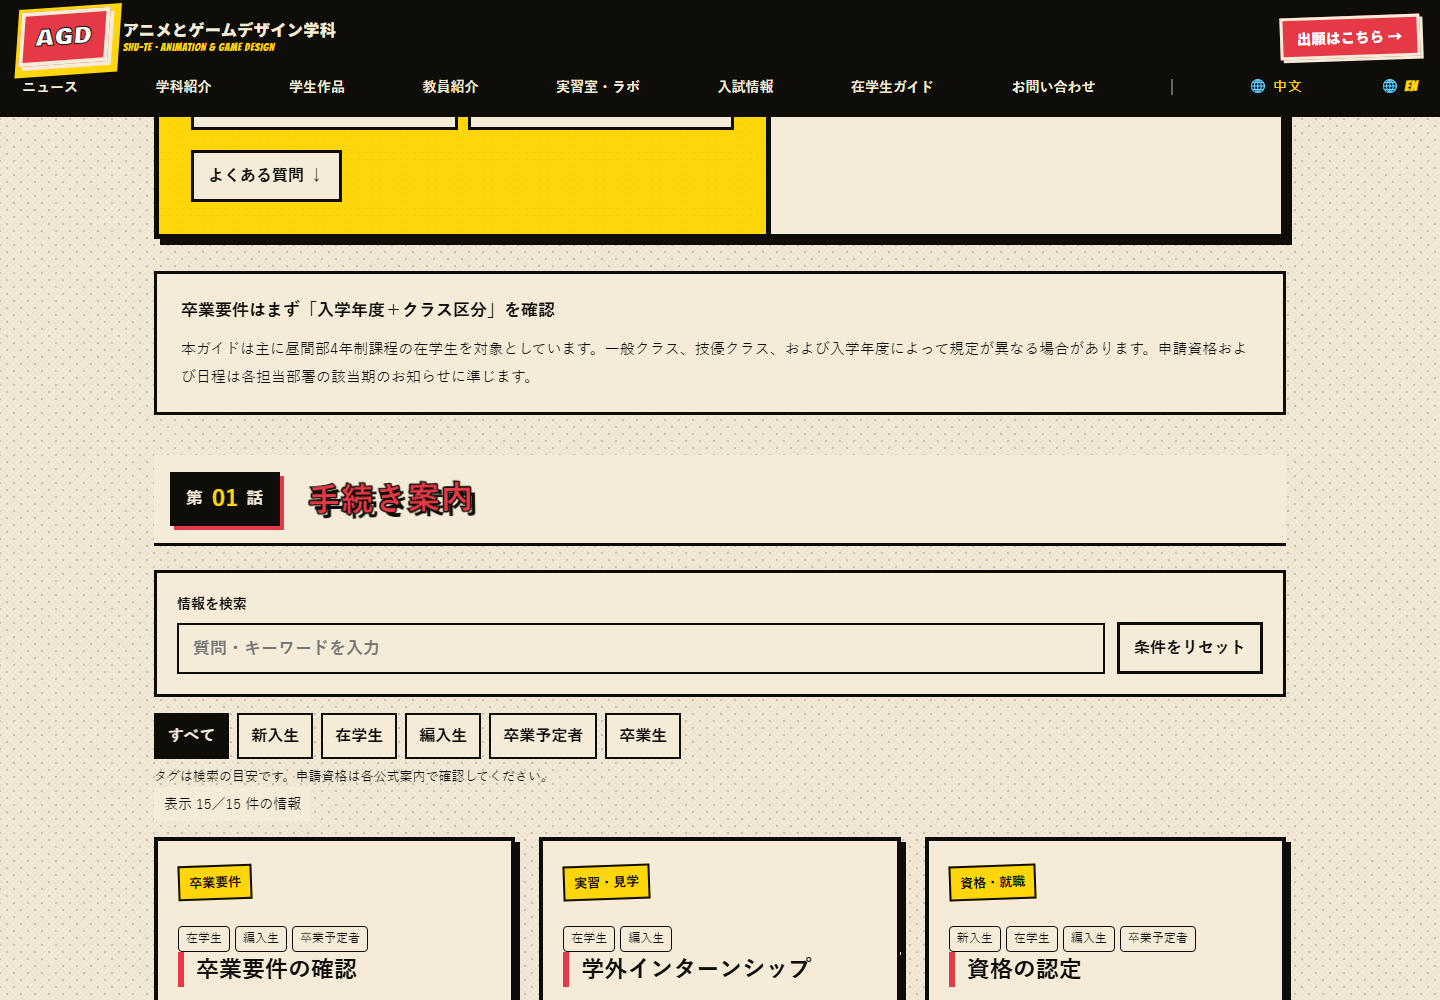 AGD
アニメとゲームデザイン学科
SHU-TE · ANIMATION & GAME DESIGN
出願はこちら →
ニュース 学科紹介 学生作品 教員紹介 実習室・ラボ 入試情報 在学生ガイド お問い合わせ | 🌐 中文 🌐 EN
よくある質問 ↓
卒業要件はまず「入学年度＋クラス区分」を確認
本ガイドは主に昼間部4年制課程の在学生を対象としています。一般クラス、技優クラス、および入学年度によって規定が異なる場合があります。申請資格およ
び日程は各担当部署の該当期のお知らせに準じます。
第 01 話 手続き案内
情報を検索
質問・キーワードを入力 条件をリセット
すべて 新入生 在学生 編入生 卒業予定者 卒業生
タグは検索の目安です。申請資格は各公式案内で確認してください。
表示 15／15 件の情報
卒業要件
在学生 編入生 卒業予定者
卒業要件の確認
実習・見学
在学生 編入生
学外インターンシップ
資格・就職
新入生 在学生 編入生 卒業予定者
資格の認定